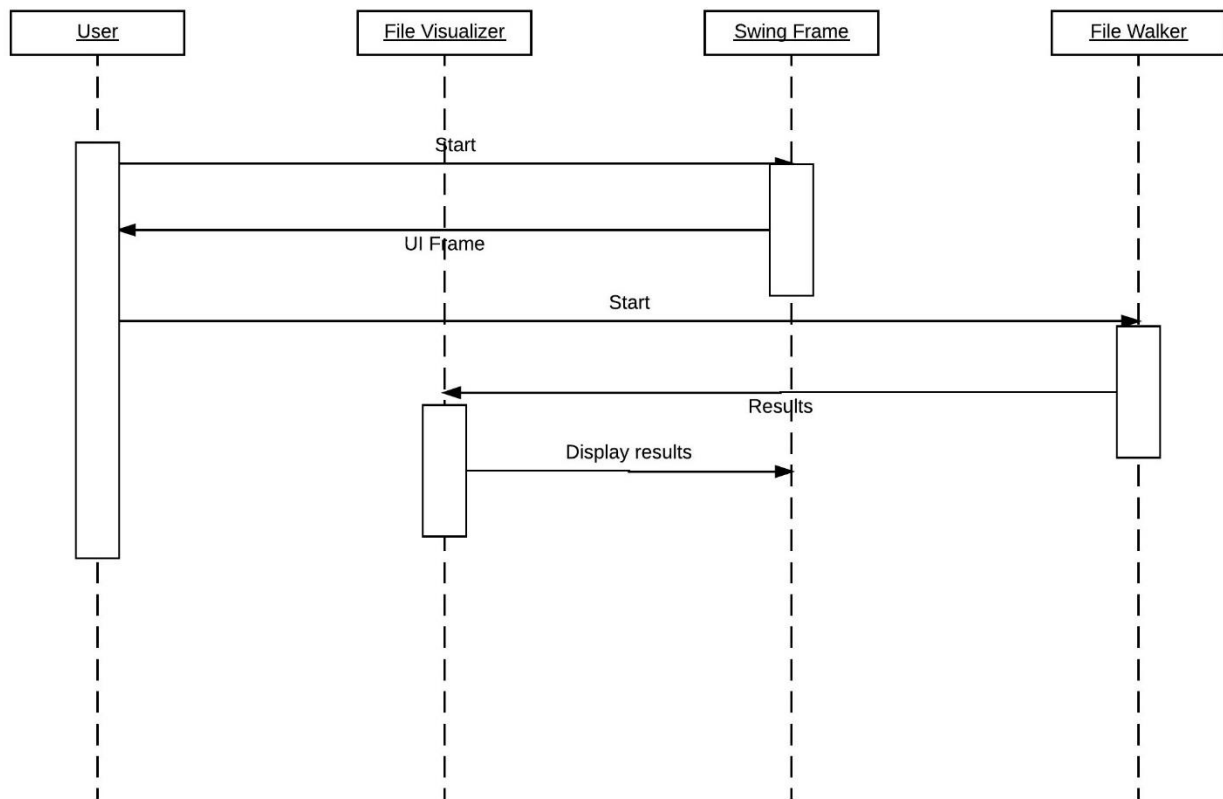 User
File Visualizer
Swing Frame
File Walker
Start
UI Frame
Start
Results
Display results